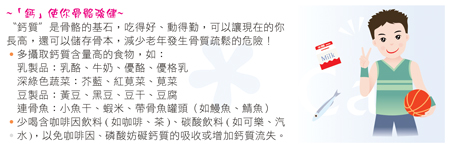 ~「鈣」使你骨骼強健~
“鈣質”是骨骼的基石，吃得好、動得勤，可以讓現在的你
長高，還可以儲存骨本，減少老年發生骨質疏鬆的危險！
• 多攝取鈣質含量高的食物，如：
乳製品：乳酪、牛奶、優酪、優格乳
深綠色蔬菜：芥藍、紅莧菜、莧菜
豆製品：黃豆、黑豆、豆干、豆腐
連骨魚：小魚干、蝦米、帶骨魚罐頭（如鰻魚、鯖魚）
• 少喝含咖啡因飲料(如咖啡、茶)、碳酸飲料(如可樂、汽
水)，以免咖啡因、磷酸妨礙鈣質的吸收或增加鈣質流失。
MILK